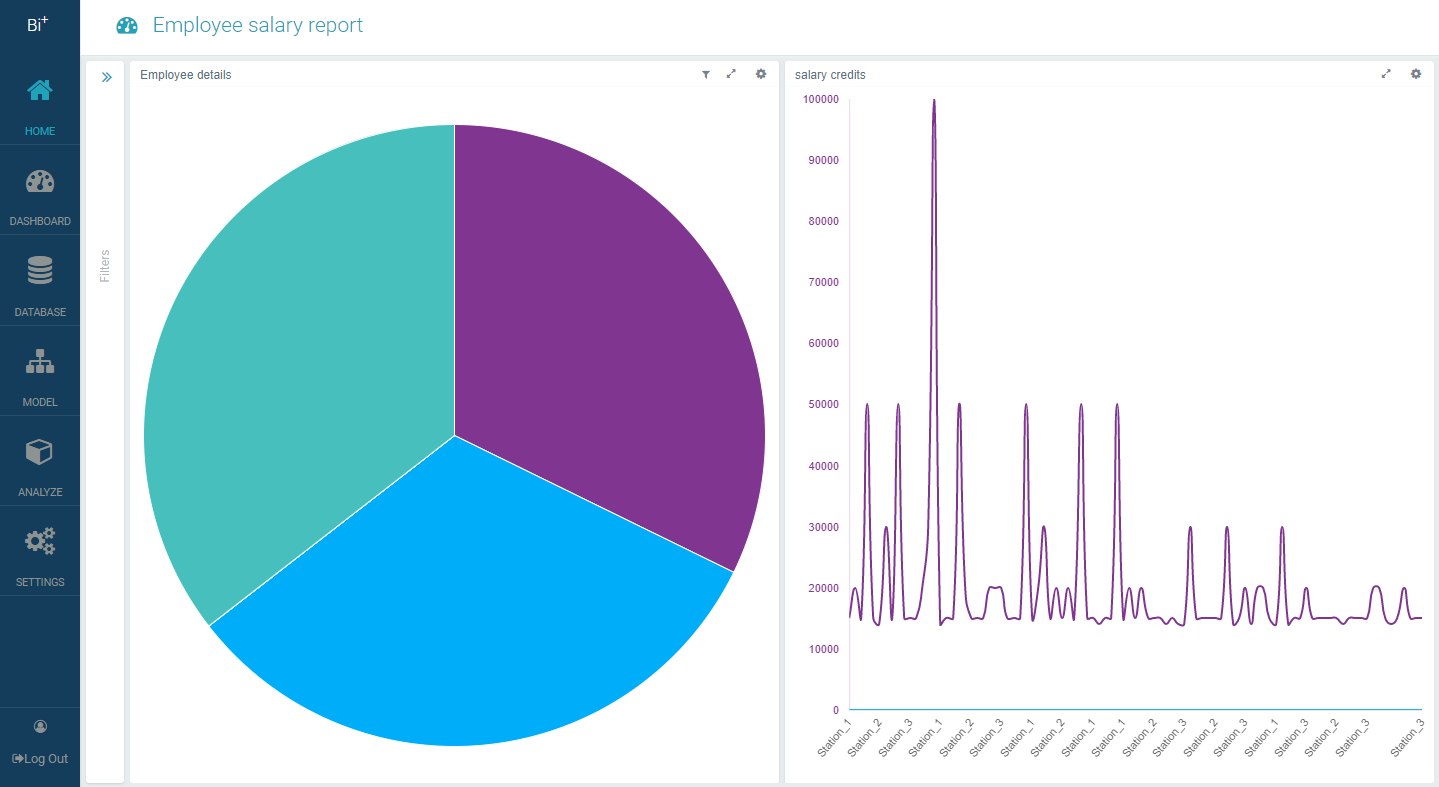 Bi+
Employee salary report
HOME
DASHBOARD
DATABASE
MODEL
ANALYZE
SETTINGS
Log Out
Filters
Employee details
salary credits
100000
90000
80000
70000
60000
50000
40000
30000
20000
10000
0
Station_1
Station_2
Station_3
Station_1
Station_2
Station_3
Station_1
Station_2
Station_1
Station_1
Station_2
Station_3
Station_2
Station_3
Station_1
Station_3
Station_2
Station_3
Station_3